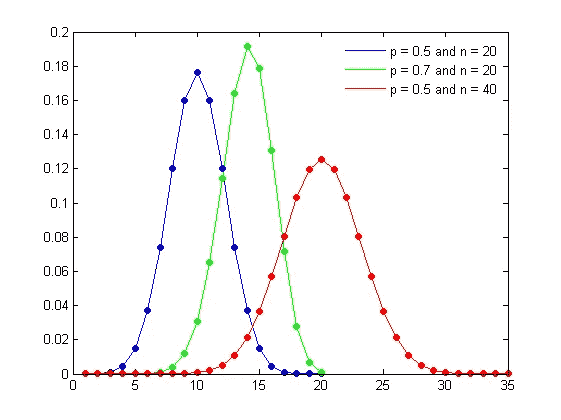 0.2
0.18
0.16
0.14
0.12
0.1
0.08
0.06
0.04
0.02
0
p = 0.5 and n = 20
p = 0.7 and n = 20
p = 0.5 and n = 40
0 5 10 15 20 25 30 35